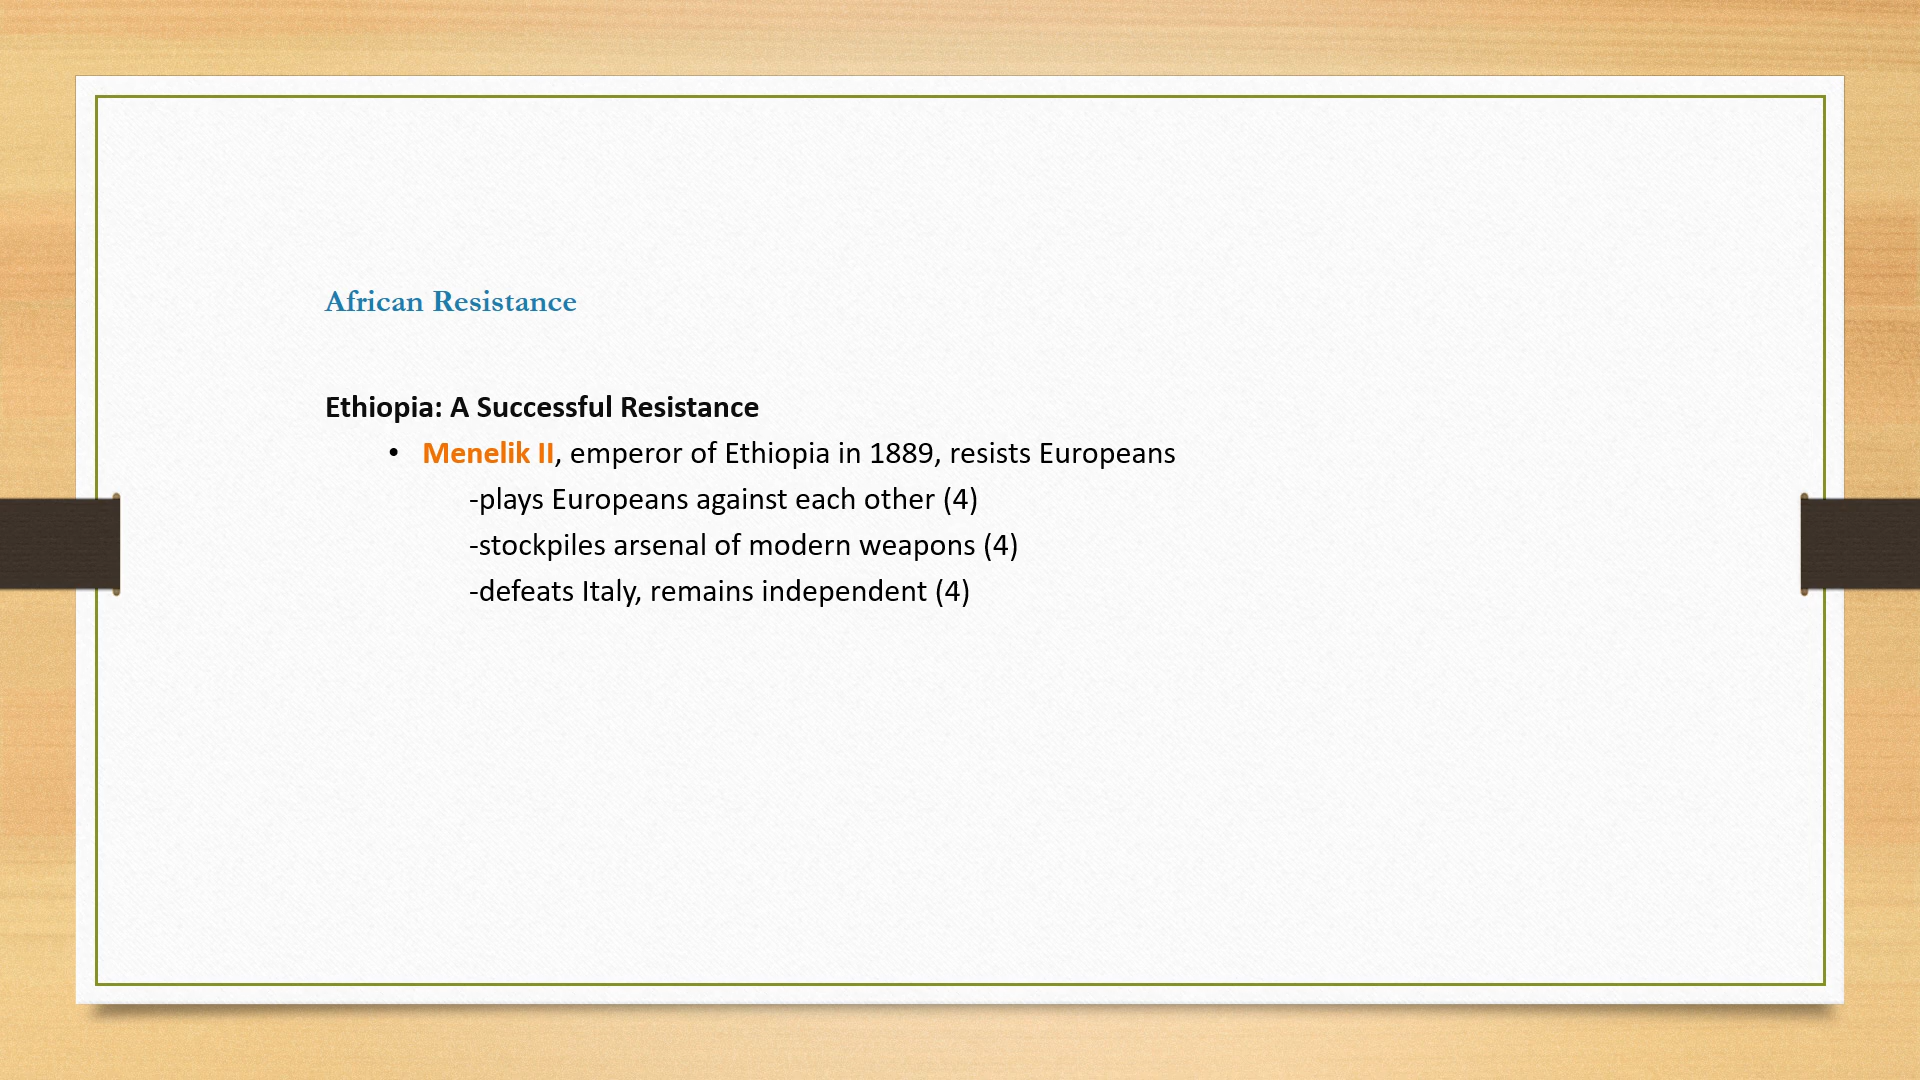 African Resistance
Ethiopia: A Successful Resistance
• Menelik II, emperor of Ethiopia in 1889, resists Europeans
-plays Europeans against each other (4)
-stockpiles arsenal of modern weapons (4)
-defeats Italy, remains independent (4)